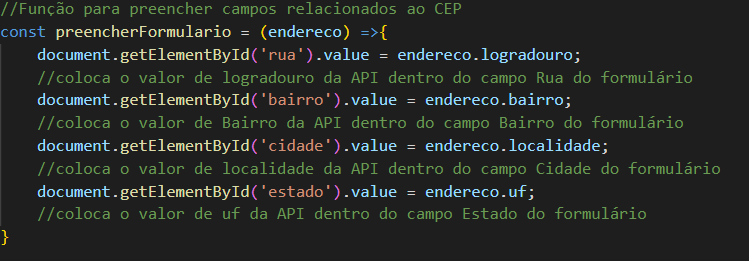 //Função para preencher campos relacionados ao CEP
const preencherFormulario = (endereco) =>{
    document.getElementById('rua').value = endereco.logradouro;
    //coloca o valor de logradouro da API dentro do campo Rua do formulário
    document.getElementById('bairro').value = endereco.bairro;
    //coloca o valor de Bairro da API dentro do campo Bairro do formulário
    document.getElementById('cidade').value = endereco.localidade;
    //coloca o valor de localidade da API dentro do campo Cidade do formulário
    document.getElementById('estado').value = endereco.uf;
    //coloca o valor de uf da API dentro do campo Estado do formulário
}